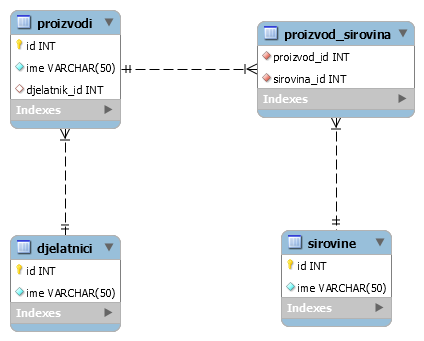 proizvodi
id INT
ime VARCHAR(50)
djelatnik_id INT
Indexes
proizvod_sirovina
proizvod_id INT
sirovina_id INT
Indexes
djelatnici
id INT
ime VARCHAR(50)
Indexes
sirovine
id INT
ime VARCHAR(50)
Indexes